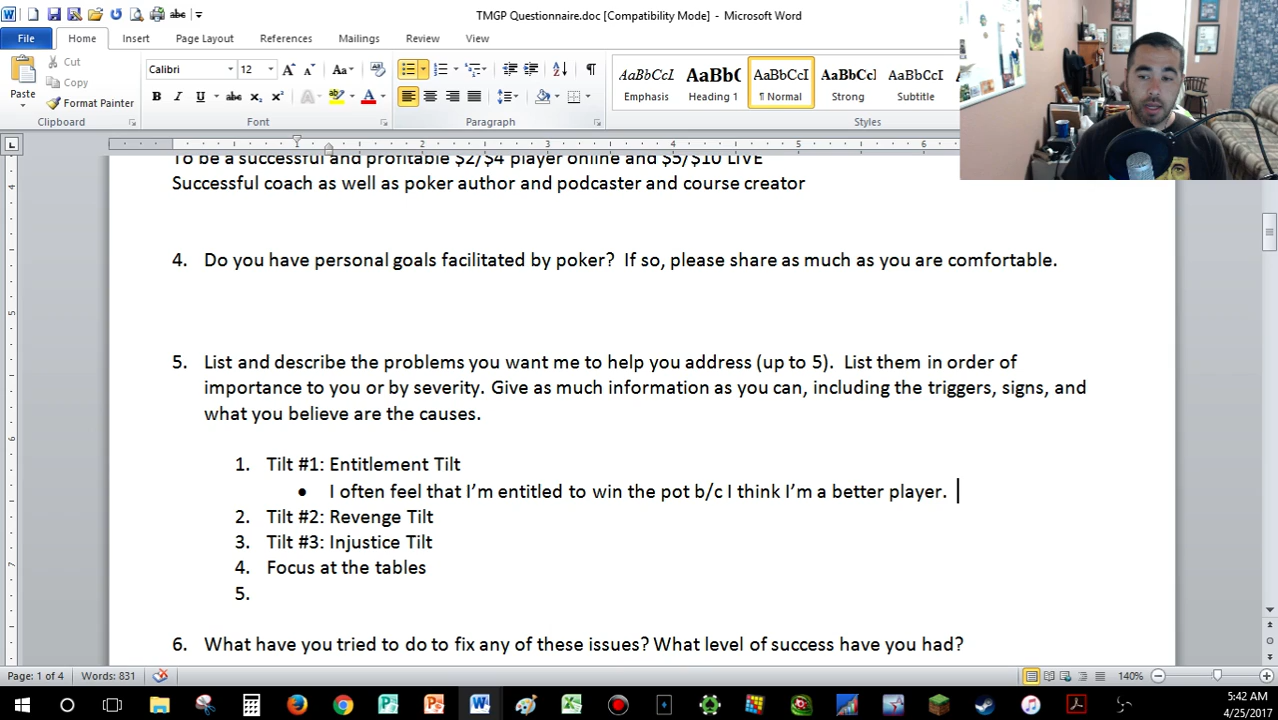 TMGP Questionnaire.doc [Compatibility Mode] - Microsoft Word
File Home Insert Page Layout References Mailings Review View
Cut
Copy
Paste
Format Painter
Calibri 12
AaBbCcI AaBbC AaBbCcI AaBbCcI AaBbCcI
Emphasis Heading 1 ¶ Normal Strong Subtitle
Clipboard Font Paragraph Styles
1 2 3 4 5 6
To be a successful and profitable $2/$4 player online and $5/$10 LIVE
Successful coach as well as poker author and podcaster and course creator
4. Do you have personal goals facilitated by poker? If so, please share as much as you are comfortable.
5. List and describe the problems you want me to help you address (up to 5). List them in order of
importance to you or by severity. Give as much information as you can, including the triggers, signs, and
what you believe are the causes.
1. Tilt #1: Entitlement Tilt
• I often feel that I'm entitled to win the pot b/c I think I'm a better player.
2. Tilt #2: Revenge Tilt
3. Tilt #3: Injustice Tilt
4. Focus at the tables
5.
6. What have you tried to do to fix any of these issues? What level of success have you had?
Page: 1 of 4 Words: 831 140%
5:42 AM
4/25/2017